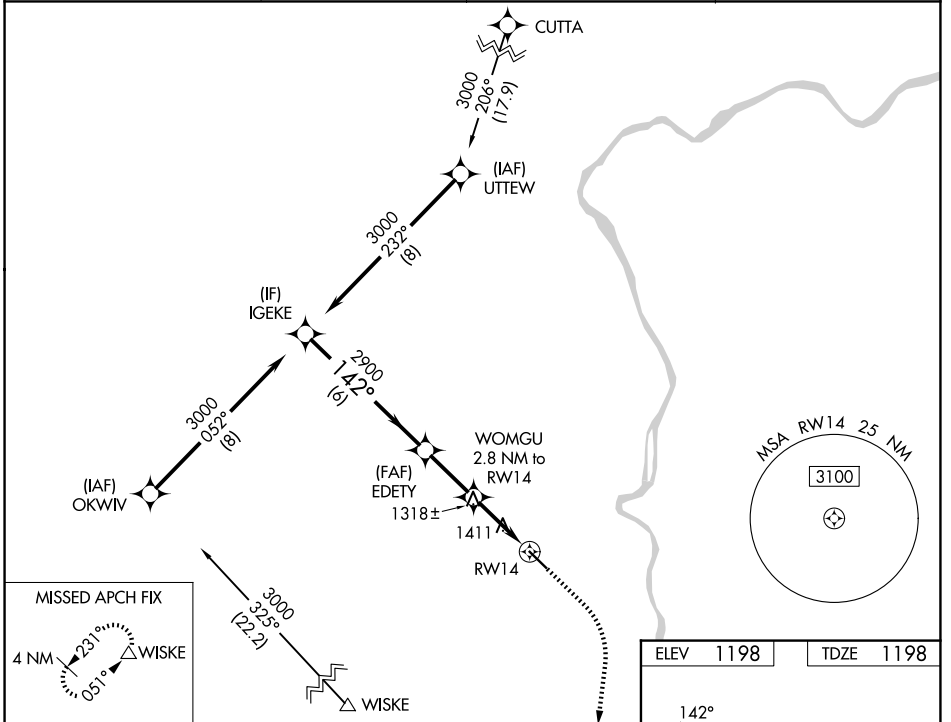 CUTTA
3000
206°
(17.9)
(IAF)
UTTEW
3000
232°
(8)
(IF)
IGEKE
2900
142°
(6)
3000
052°
(8)
(IAF)
OKWIV
WOMGU
2.8 NM to
RW14
(FAF)
EDETY
1318±
1411
RW14
MSA RW14 25 NM
3100
3000
325°
(22.2)
WISKE
MISSED APCH FIX
4 NM
231°
051°
WISKE
ELEV 1198
TDZE 1198
142°